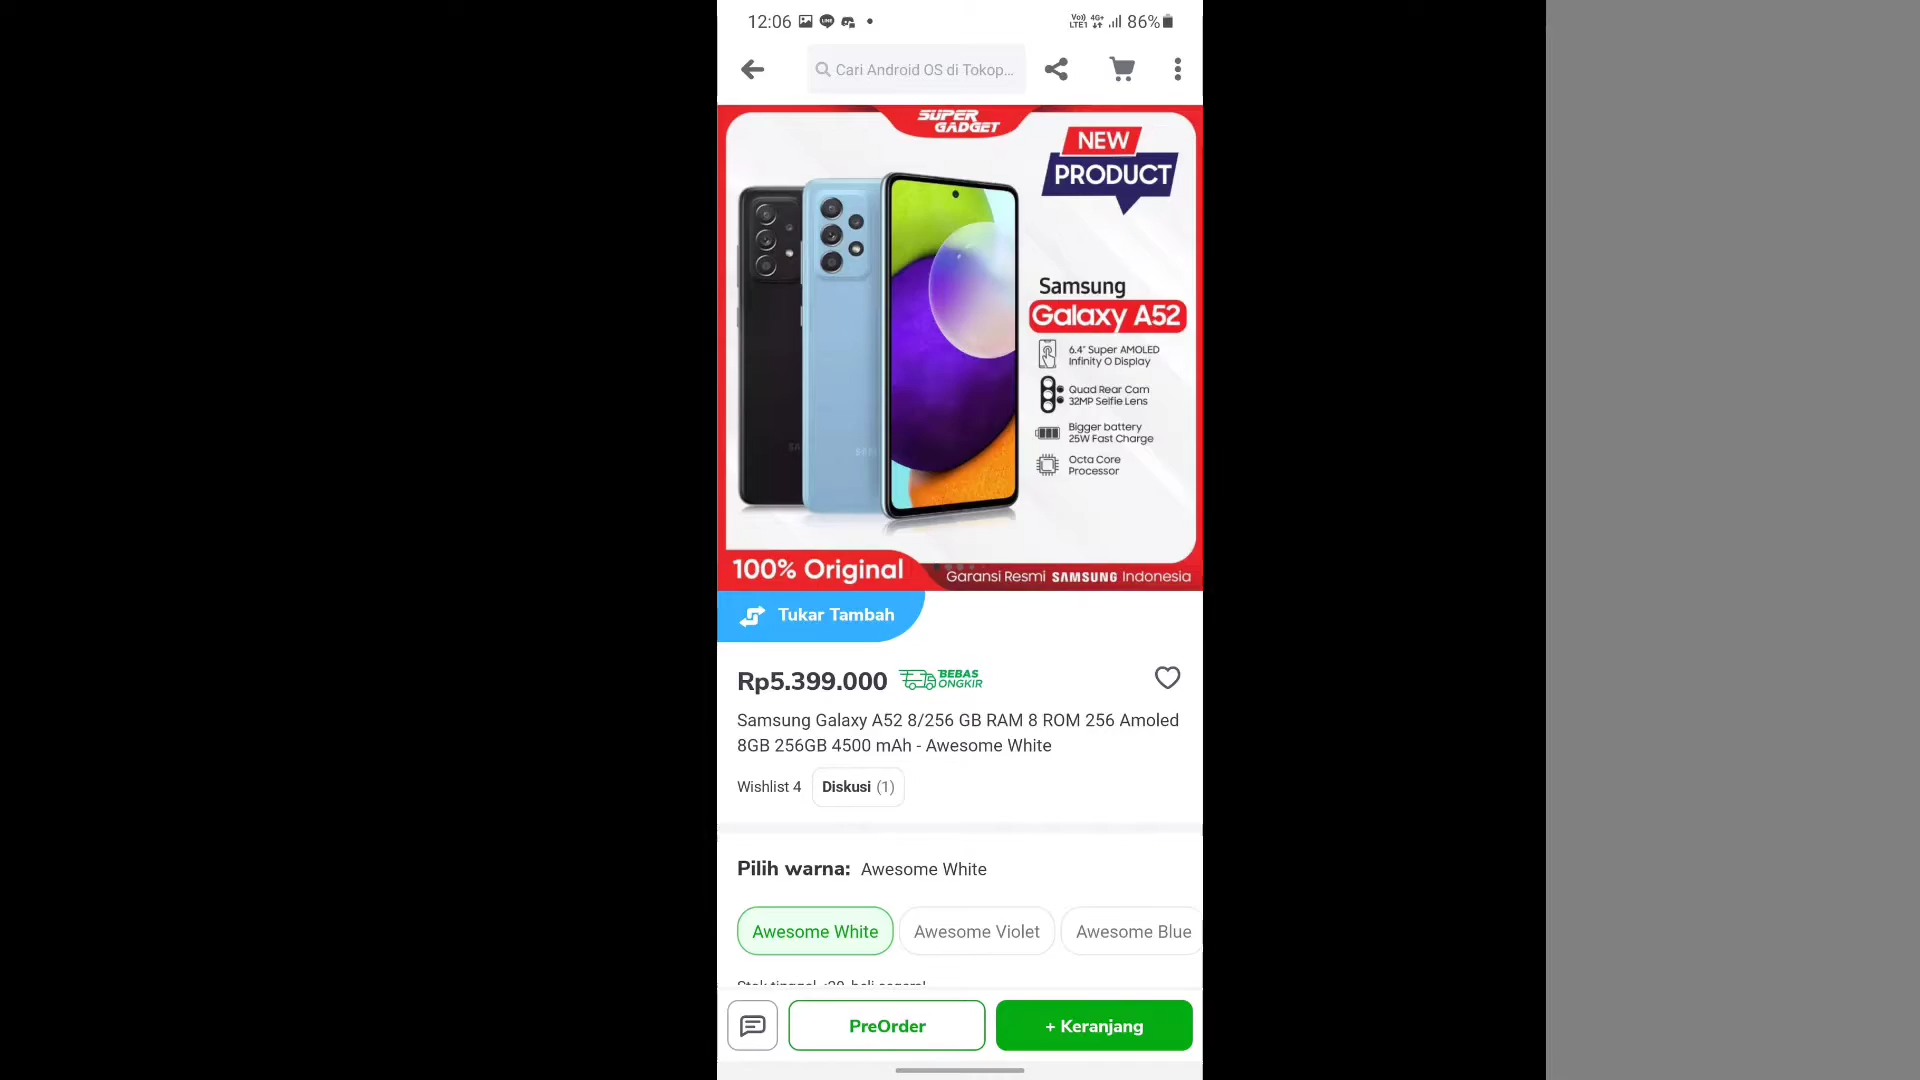 12:06
Vo)) 4G+
LTE1
86%
Cari Android OS di Tokop...
SUPER
GADGET
NEW
PRODUCT
Samsung
Galaxy A52
6.4" Super AMOLED
Infinity O Display
Quad Rear Cam
32MP Selfie Lens
Bigger battery
25W Fast Charge
Octa Core
Processor
100% Original
Garansi Resmi SAMSUNG Indonesia
Tukar Tambah
Rp5.399.000
BEBAS
ONGKIR
Samsung Galaxy A52 8/256 GB RAM 8 ROM 256 Amoled
8GB 256GB 4500 mAh - Awesome White
Wishlist 4
Diskusi (1)
Pilih warna: Awesome White
Awesome White
Awesome Violet
Awesome Blue
PreOrder
+ Keranjang